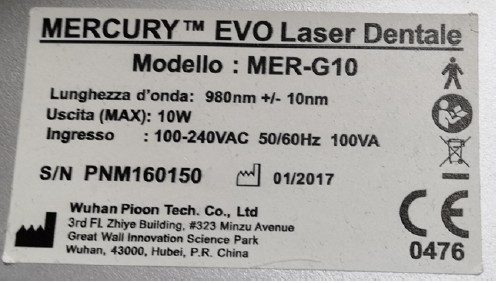 MERCURY™ EVO Laser Dentale
Modello : MER-G10
Lunghezza d'onda: 980nm +/- 10nm
Uscita (MAX): 10W
Ingresso : 100-240VAC 50/60Hz 100VA
S/N PNM160150 01/2017
Wuhan Pioon Tech. Co., Ltd
3rd FL Zhiye Building, #323 Minzu Avenue
Great Wall Innovation Science Park
Wuhan, 43000, Hubei, P.R. China
CE
0476